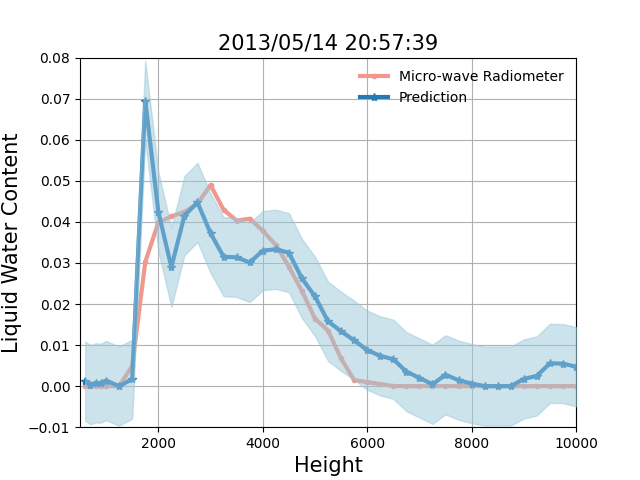 2013/05/14 20:57:39
Liquid Water Content
0.08
0.07
0.06
0.05
0.04
0.03
0.02
0.01
0.00
−0.01
Micro-wave Radiometer
Prediction
2000 4000 6000 8000 10000
Height